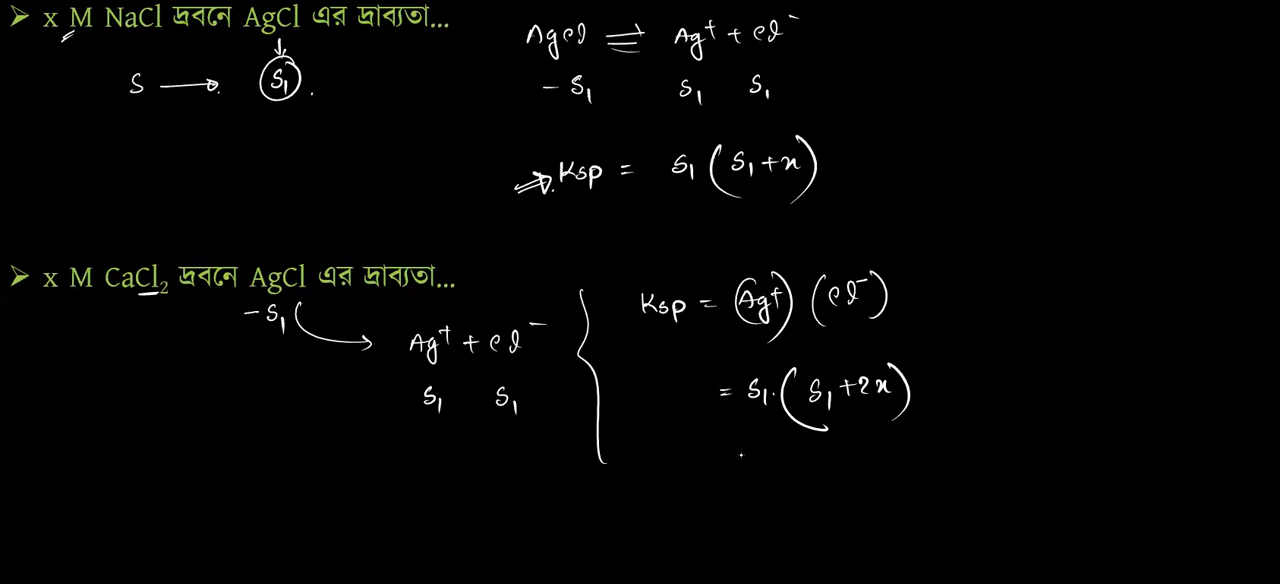 ➤ x M NaCl দ্রবনে AgCl এর দ্রাব্যতা...
S → S₁.
AgCl ⇌ Ag⁺ + Cl⁻
- S₁ S₁ S₁
⇒ Ksp = S₁ (S₁ + x)
➤ x M CaCl₂ দ্রবনে AgCl এর দ্রাব্যতা...
- S₁ → Ag⁺ + Cl⁻
S₁ S₁
Ksp = (Ag⁺) (Cl⁻)
= S₁. (S₁ + 2x)